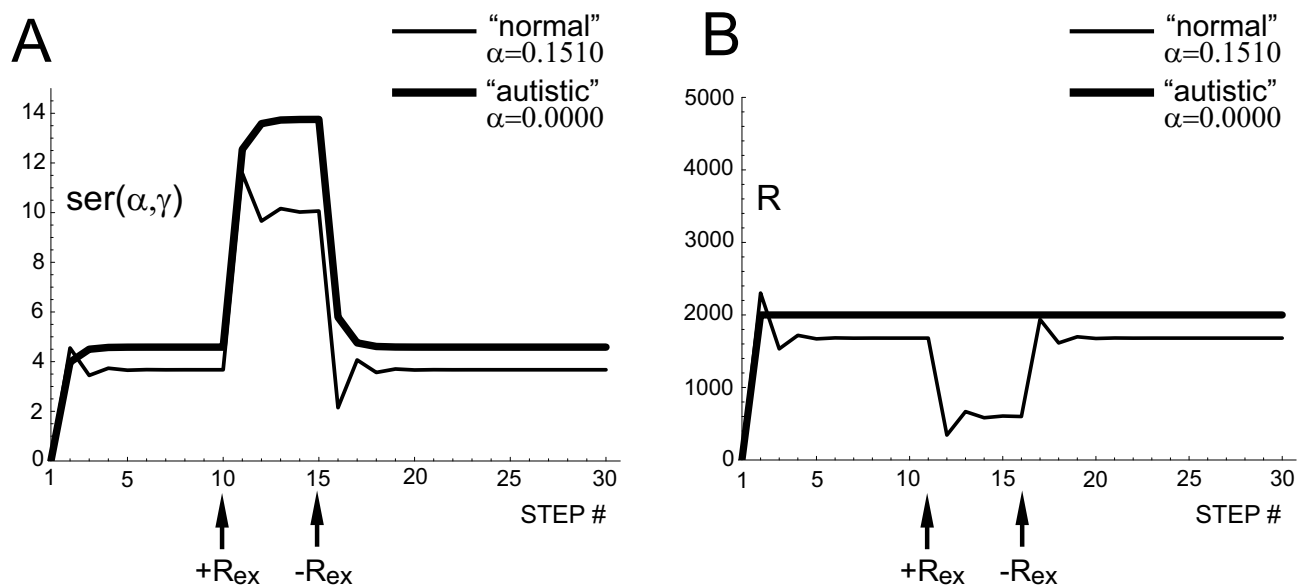 A
“normal”
α=0.1510
“autistic”
α=0.0000
14
12
10
8
6
4
2
0
ser(α,γ)
1
5
10
15
20
25
30
STEP #
+Rex
-Rex
B
“normal”
α=0.1510
“autistic”
α=0.0000
5000
4000
3000
2000
1000
0
R
1
5
10
15
20
25
30
STEP #
+Rex
-Rex